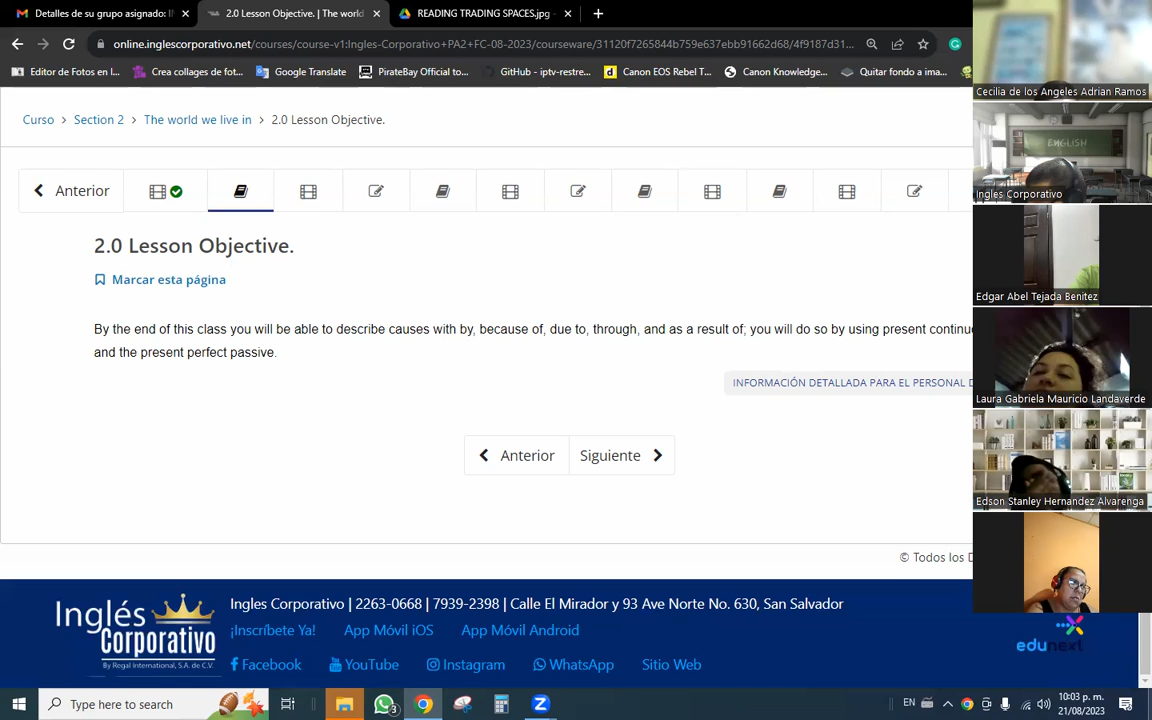 Detalles de su grupo asignado: I
2.0 Lesson Objective. | The world
READING TRADING SPACES.jpg -
online.inglescorporativo.net/courses/course-v1:Ingles-Corporativo+PA2+FC-08-2023/courseware/31120f7265844b759e637ebb91662d68/4f9187d31...
Editor de Fotos en l...
Crea collages de fot...
Google Translate
PirateBay Official to...
GitHub - iptv-restre...
Canon EOS Rebel T...
Canon Knowledge...
Quitar fondo a ima...
Cecilia de los Angeles Adrian Ramos
Curso > Section 2 > The world we live in > 2.0 Lesson Objective.
ENGLISH
Ingles Corporativo
Anterior
2.0 Lesson Objective.
Marcar esta página
Edgar Abel Tejada Benitez
By the end of this class you will be able to describe causes with by, because of, due to, through, and as a result of; you will do so by using present continu
and the present perfect passive.
INFORMACIÓN DETALLADA PARA EL PERSONAL D
Laura Gabriela Mauricio Landaverde
Anterior
Siguiente
Edson Stanley Hernandez Alvarenga
© Todos los D
Inglés Corporativo
By Regal International, S.A. de C.V.
Ingles Corporativo | 2263-0668 | 7939-2398 | Calle El Mirador y 93 Ave Norte No. 630, San Salvador
¡Inscríbete Ya!
App Móvil iOS
App Móvil Android
Facebook
YouTube
Instagram
WhatsApp
Sitio Web
edunext
Type here to search
3
EN
10:03 p. m.
21/08/2023